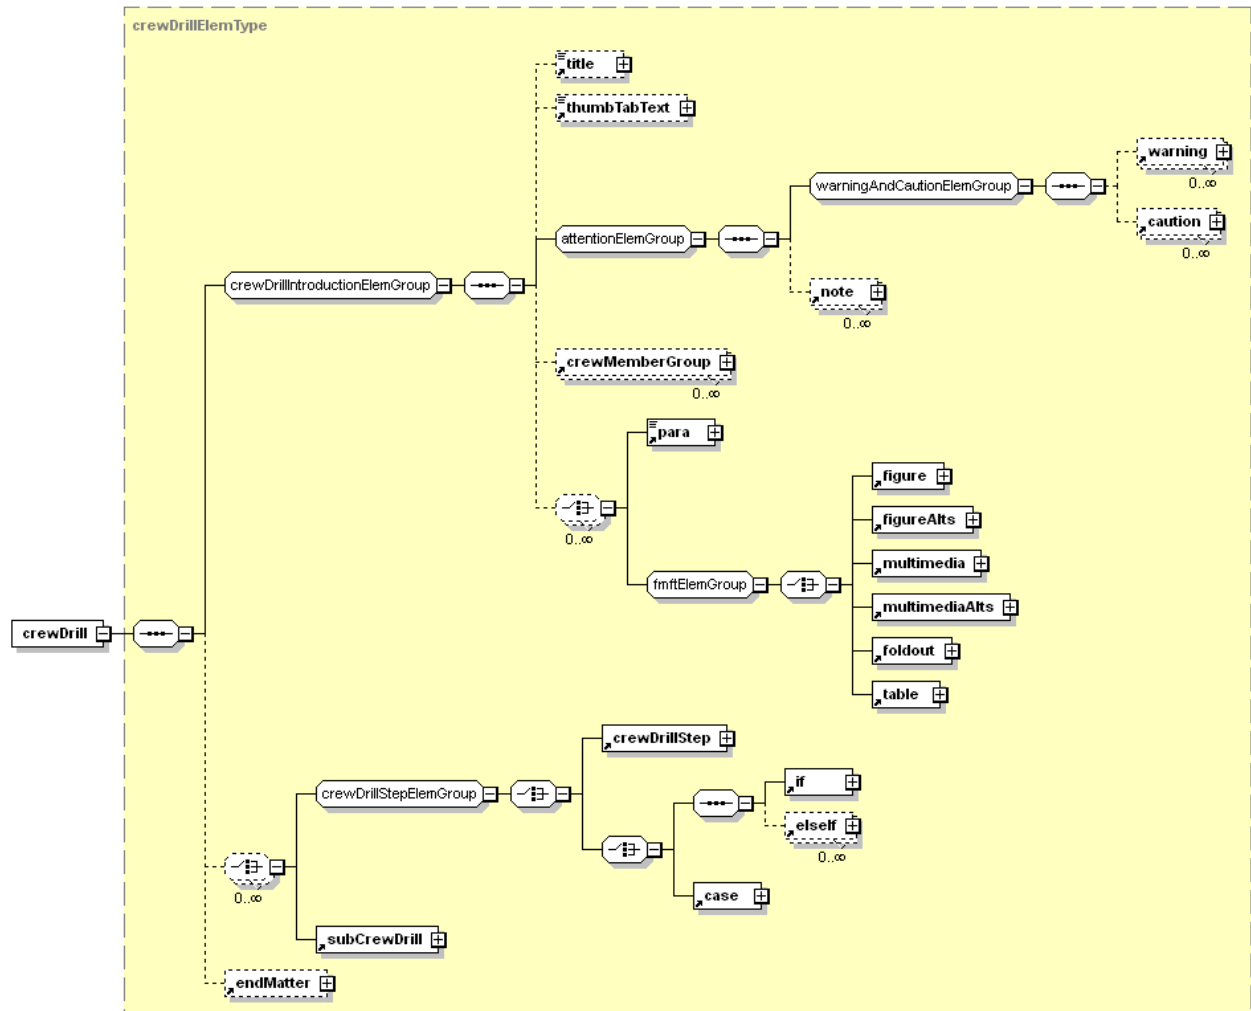 crewDrillElemType
title
thumbTabText
warning
0..∞
warningAndCautionElemGroup
caution
0..∞
attentionElemGroup
note
0..∞
crewDrillIntroductionElemGroup
crewMemberGroup
0..∞
para
0..∞
figure
figureAlts
multimedia
fmftElemGroup
multimediaAlts
foldout
table
crewDrill
crewDrillStep
crewDrillStepElemGroup
if
elseIf
0..∞
case
0..∞
subCrewDrill
endMatter